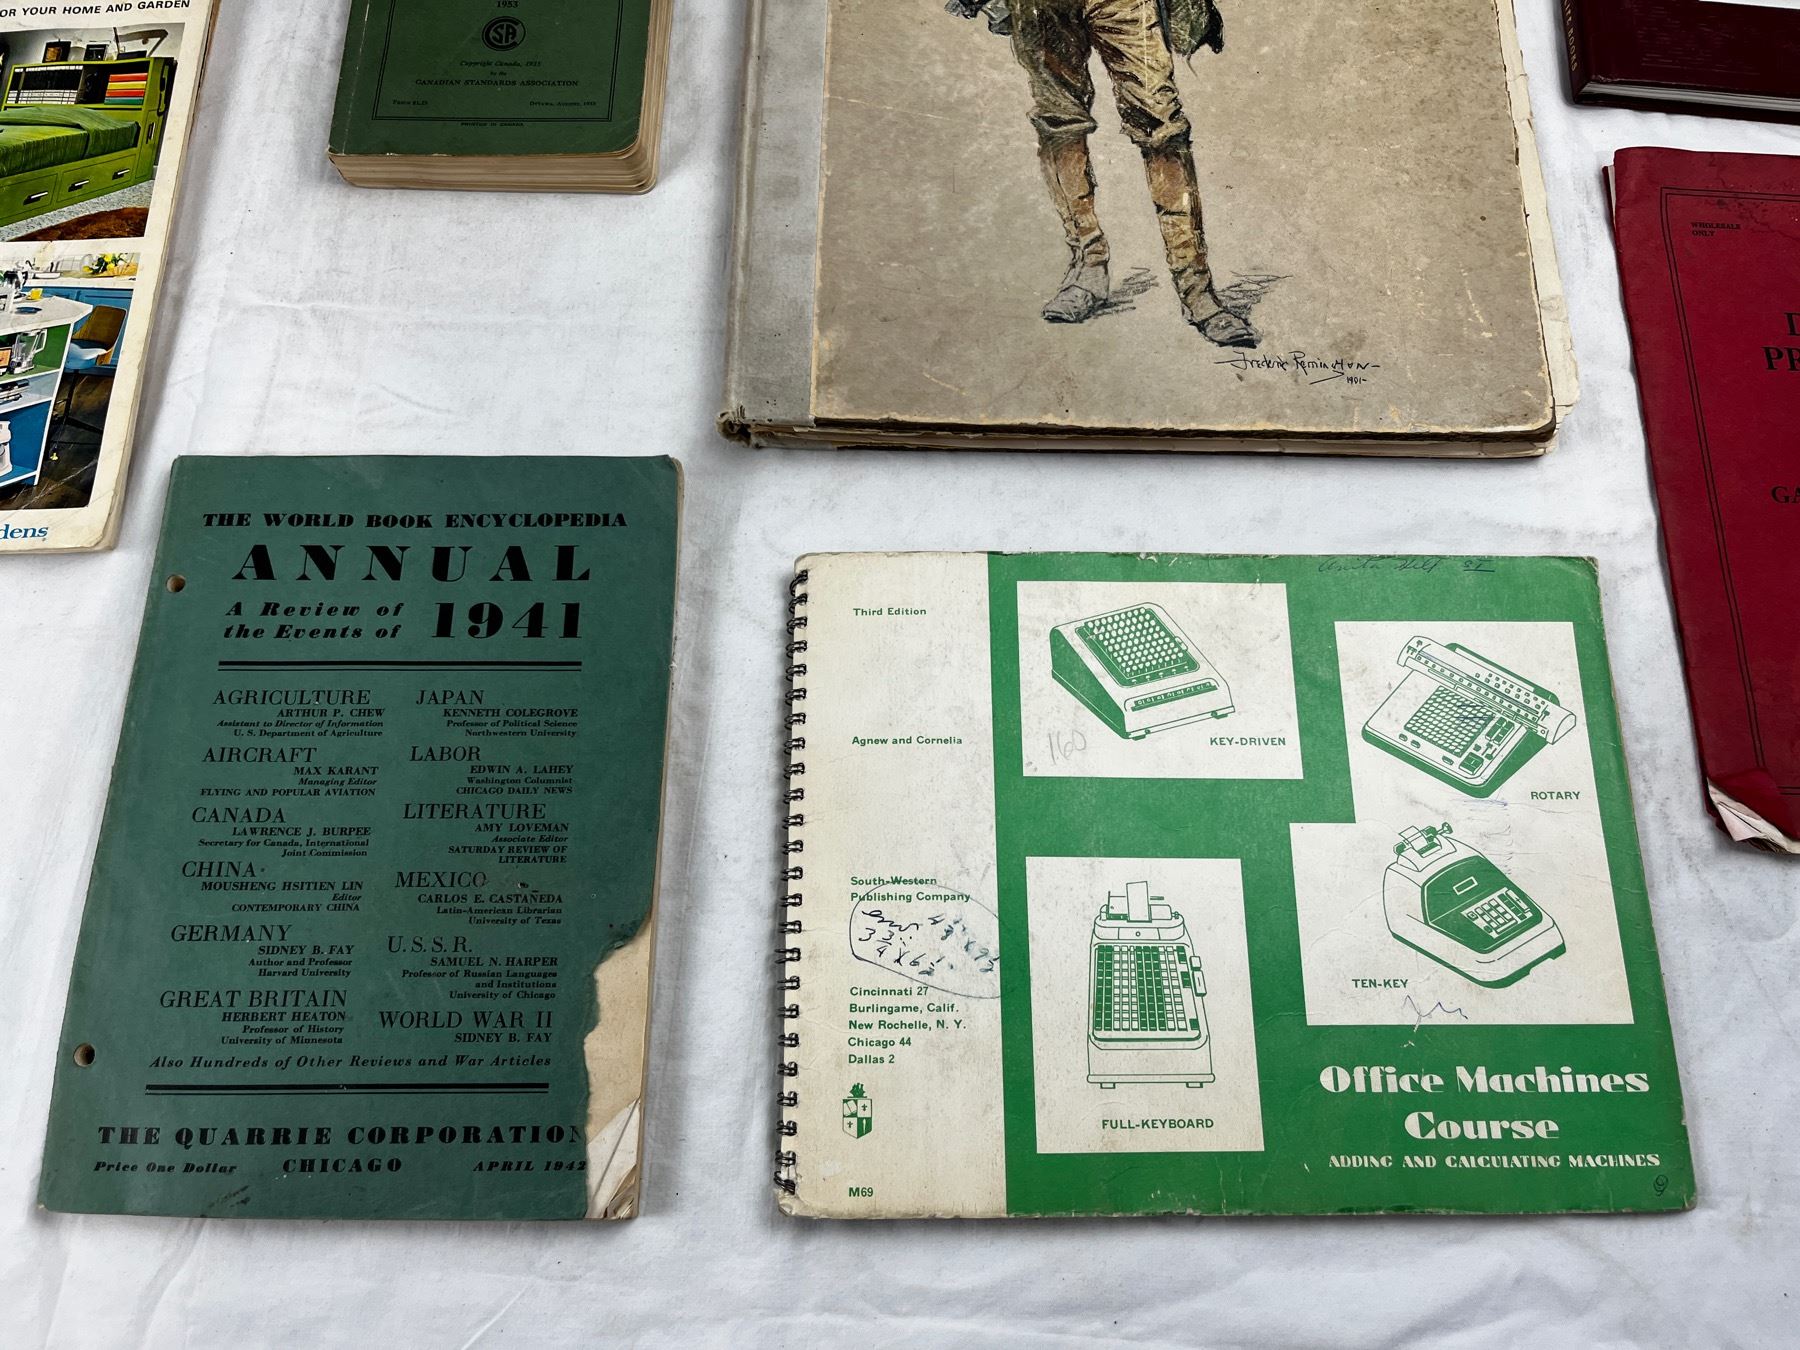 OR YOUR HOME AND GARDEN
dens
1953
CSA
Copyright Canada, 1953
by the
CANADIAN STANDARDS ASSOCIATION
Ottawa, August, 1953
PRINTED IN CANADA
Frederic Remington
1901-
WHOLESALE
ONLY
D
PR
GA
THE WORLD BOOK ENCYCLOPEDIA
ANNUAL
A Review of
the Events of 1941
AGRICULTURE
ARTHUR P. CHEW
Assistant to Director of Information
U. S. Department of Agriculture
AIRCRAFT
MAX KARANT
Managing Editor
FLYING AND POPULAR AVIATION
CANADA
LAWRENCE J. BURPEE
Secretary for Canada, International
Joint Commission
CHINA
MOUSHENG HSITIEN LIN
Editor
CONTEMPORARY CHINA
GERMANY
SIDNEY B. FAY
Author and Professor
Harvard University
GREAT BRITAIN
HERBERT HEATON
Professor of History
University of Minnesota
JAPAN
KENNETH COLEGROVE
Professor of Political Science
Northwestern University
LABOR
EDWIN A. LAHEY
Washington Columnist
CHICAGO DAILY NEWS
LITERATURE
AMY LOVEMAN
Associate Editor
SATURDAY REVIEW OF
LITERATURE
MEXICO
CARLOS E. CASTAÑEDA
Latin-American Librarian
University of Texas
U. S. S. R.
SAMUEL N. HARPER
Professor of Russian Languages
and Institutions
University of Chicago
WORLD WAR II
SIDNEY B. FAY
Also Hundreds of Other Reviews and War Articles
THE QUARRIE CORPORATION
Price One Dollar CHICAGO APRIL 1942
Third Edition
Agnew and Cornelia
South-Western
Publishing Company
Cincinnati 27
Burlingame, Calif.
New Rochelle, N. Y.
Chicago 44
Dallas 2
M69
160
KEY-DRIVEN
ROTARY
TEN-KEY
FULL-KEYBOARD
Office Machines
Course
ADDING AND CALCULATING MACHINES